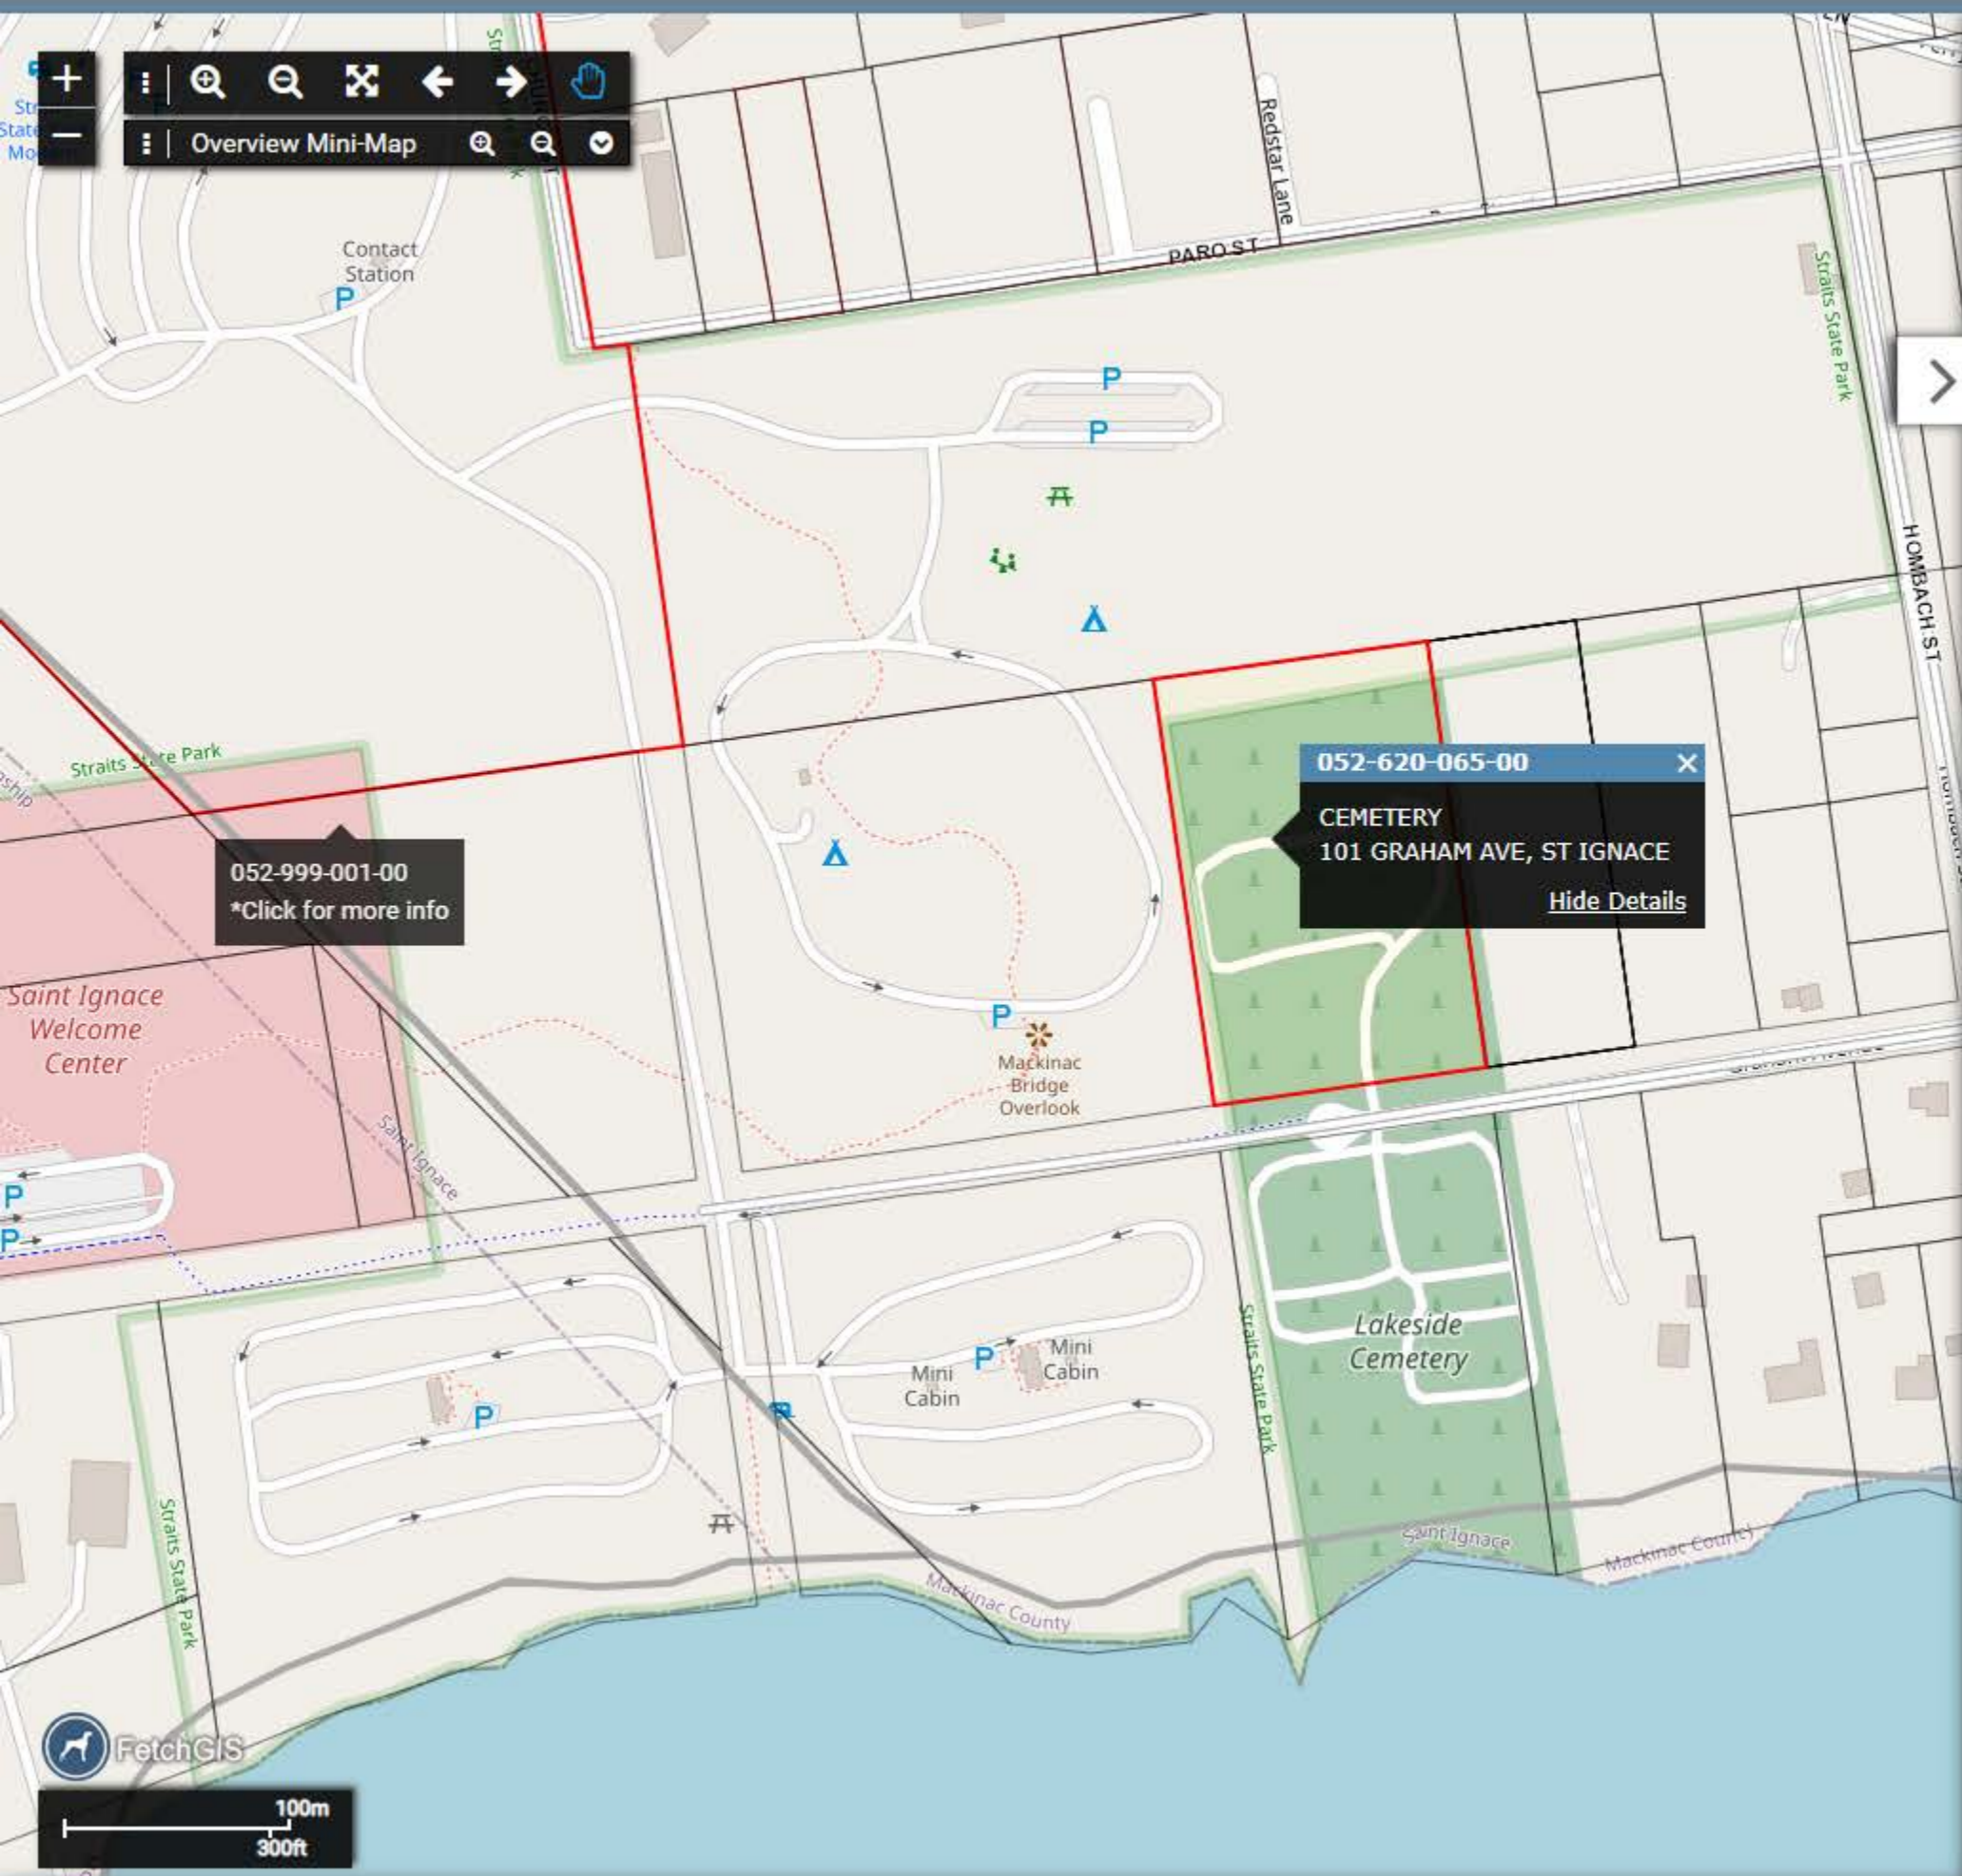 Overview Mini-Map
Contact
Station
P
Redstar Lane
PARO ST
Straits State Park
HOMBACH ST
P
P
Straits State Park
052-999-001-00
*Click for more info
052-620-065-00
CEMETERY
101 GRAHAM AVE, ST IGNACE
Hide Details
Saint Ignace
Welcome
Center
Saint Ignace
P
Mackinac
Bridge
Overlook
P
P
Mini
Cabin
P
Mini
Cabin
P
Straits State Park
Lakeside
Cemetery
Straits State Park
Saint Ignace
Mackinac County
Mackinac County
FetchGIS
100m
300ft